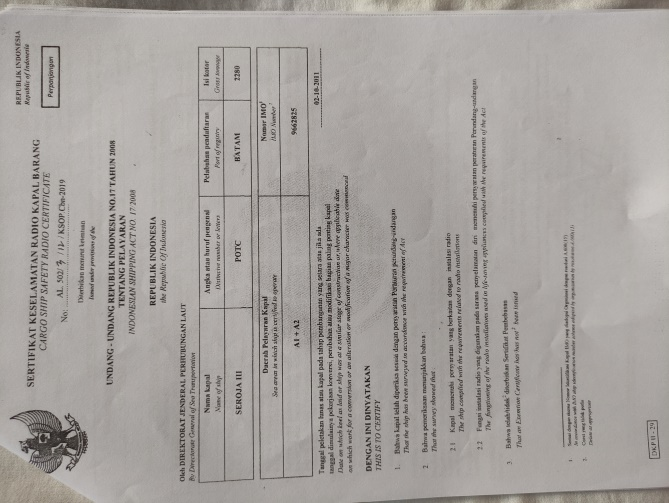 REPUBLIK INDONESIA
Republic of Indonesia
Perpanjangan
SERTIFIKAT KESELAMATAN RADIO KAPAL BARANG
CARGO SHIP SAFETY RADIO CERTIFICATE
No. AL 502/ /KSOP.Cbn-2019
Diterbitkan menurut ketentuan
Issued under provisions of the
UNDANG - UNDANG REPUBLIK INDONESIA NO.17 TAHUN 2008
TENTANG PELAYARAN
INDONESIAN SHIPPING ACT NO. 17 2008
REPUBLIK INDONESIA
the Republic Of Indonesia
Oleh DIREKTORAT JENDERAL PERHUBUNGAN LAUT
By Directorate General of Sea Transportation
Nama kapal
Name of ship
Angka atau huruf pengenal
Distinctive number or letters
Pelabuhan pendaftaran
Port of registry
Isi kotor
Gross tonnage
SEROJA III
POTC
BATAM
2280
Daerah Pelayaran Kapal
Sea areas in which ship is certified to operate
Nomor IMO
IMO Number
A1 + A2
9662825
Tanggal peletakan lunas atau kapal pada tahap pembangunan yang setara atau jika ada
tanggal dimulainya pekerjaan konversi, perubahan atau modifikasi bagian paling penting kapal
02-10-2011
Date on which keel an laid or ship was at a similar stage of construction or, where applicable date
on which work for a conversion or an alteration or modification of a major character was commenced
DENGAN INI DINYATAKAN
THIS IS TO CERTIFY
1. Bahwa kapal telah diperiksa sesuai dengan persyaratan Peraturan perundang-undangan
That the ship has been surveyed in accordance with the requirement of Act
2 Bahwa pemeriksaan menunjukkan bahwa :
That the survey showed that :
2.1 Kapal memenuhi persyaratan yang berkaitan dengan instalasi radio
The ship complied with the requirements related to radio installations
2.2 Fungsi instalasi radio yang digunakan pada sarana penyelamatan diri memenuhi persyaratan peraturan Perundang-undangan
The functioning of the radio installations used in life-saving appliances complied with the requirements of the Act
3. Bahwa telah/tidak diterbitkan Sertifikat Pembebasan
That an Exemption Certificate has/has not been issued
DKP II - 29